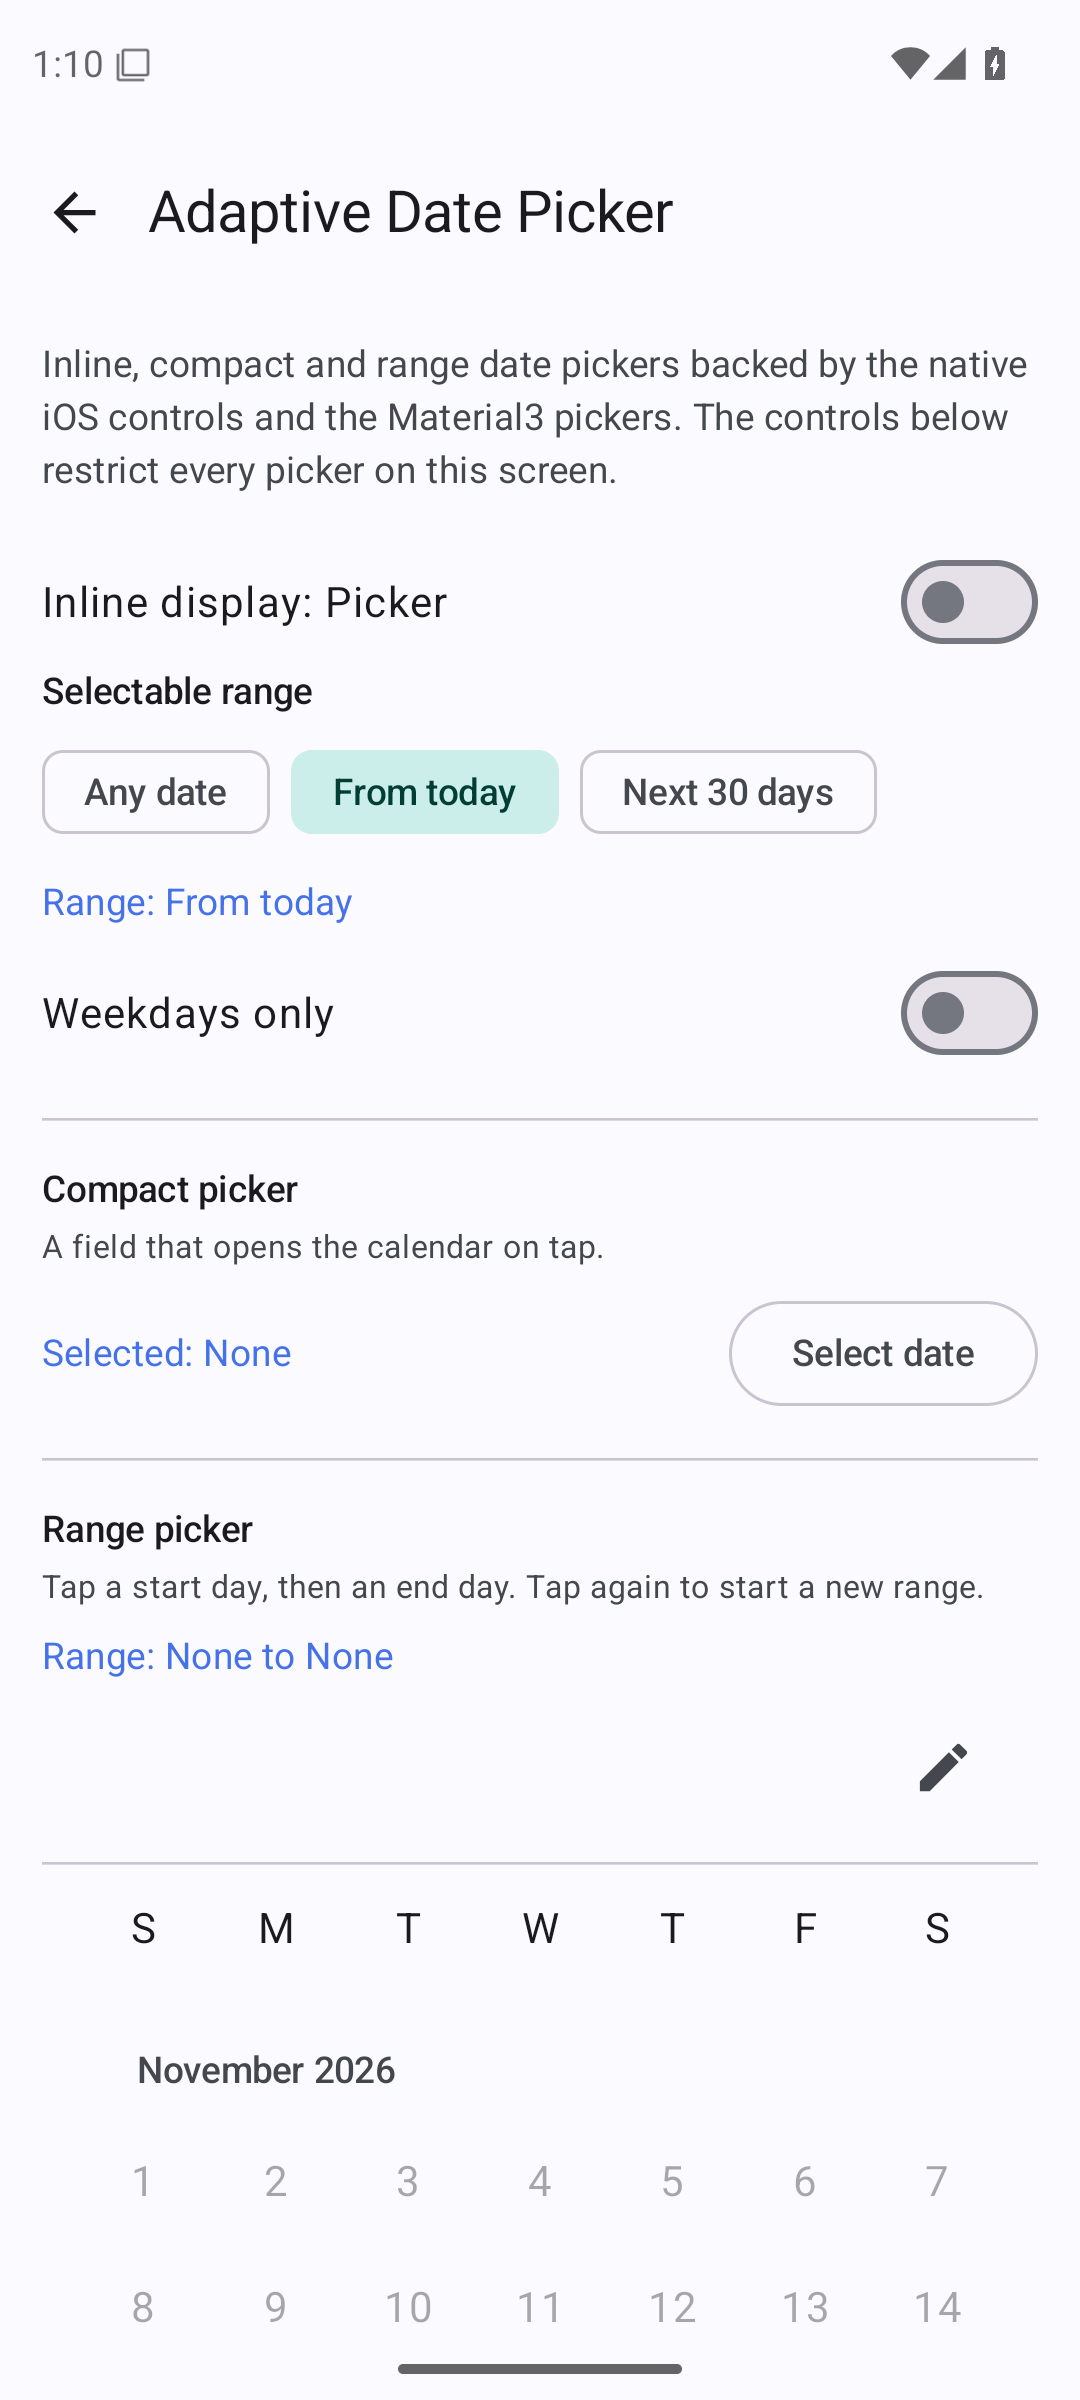 1:10
Adaptive Date Picker
Inline, compact and range date pickers backed by the native
iOS controls and the Material3 pickers. The controls below
restrict every picker on this screen.
Inline display: Picker
Selectable range
Any date From today Next 30 days
Range: From today
Weekdays only
Compact picker
A field that opens the calendar on tap.
Selected: None Select date
Range picker
Tap a start day, then an end day. Tap again to start a new range.
Range: None to None
S M T W T F S
November 2026
1 2 3 4 5 6 7
8 9 10 11 12 13 14